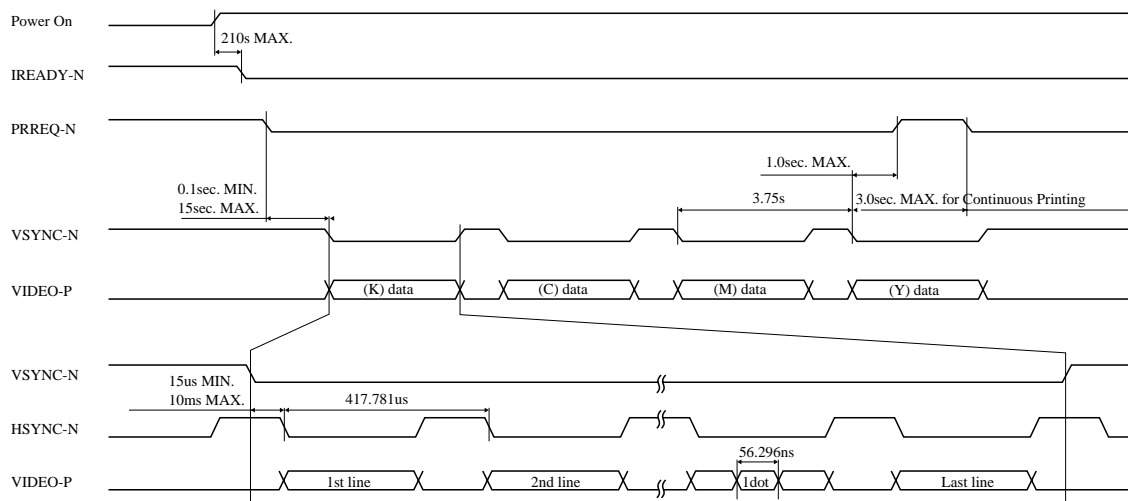 Power On
210s MAX.
IREADY-N
PRREQ-N
1.0sec. MAX.
0.1sec. MIN.
15sec. MAX.
3.75s
3.0sec. MAX. for Continuous Printing
VSYNC-N
VIDEO-P
(K) data
(C) data
(M) data
(Y) data
VSYNC-N
15us MIN.
10ms MAX.
417.781us
HSYNC-N
56.296ns
VIDEO-P
1st line
2nd line
1dot
Last line